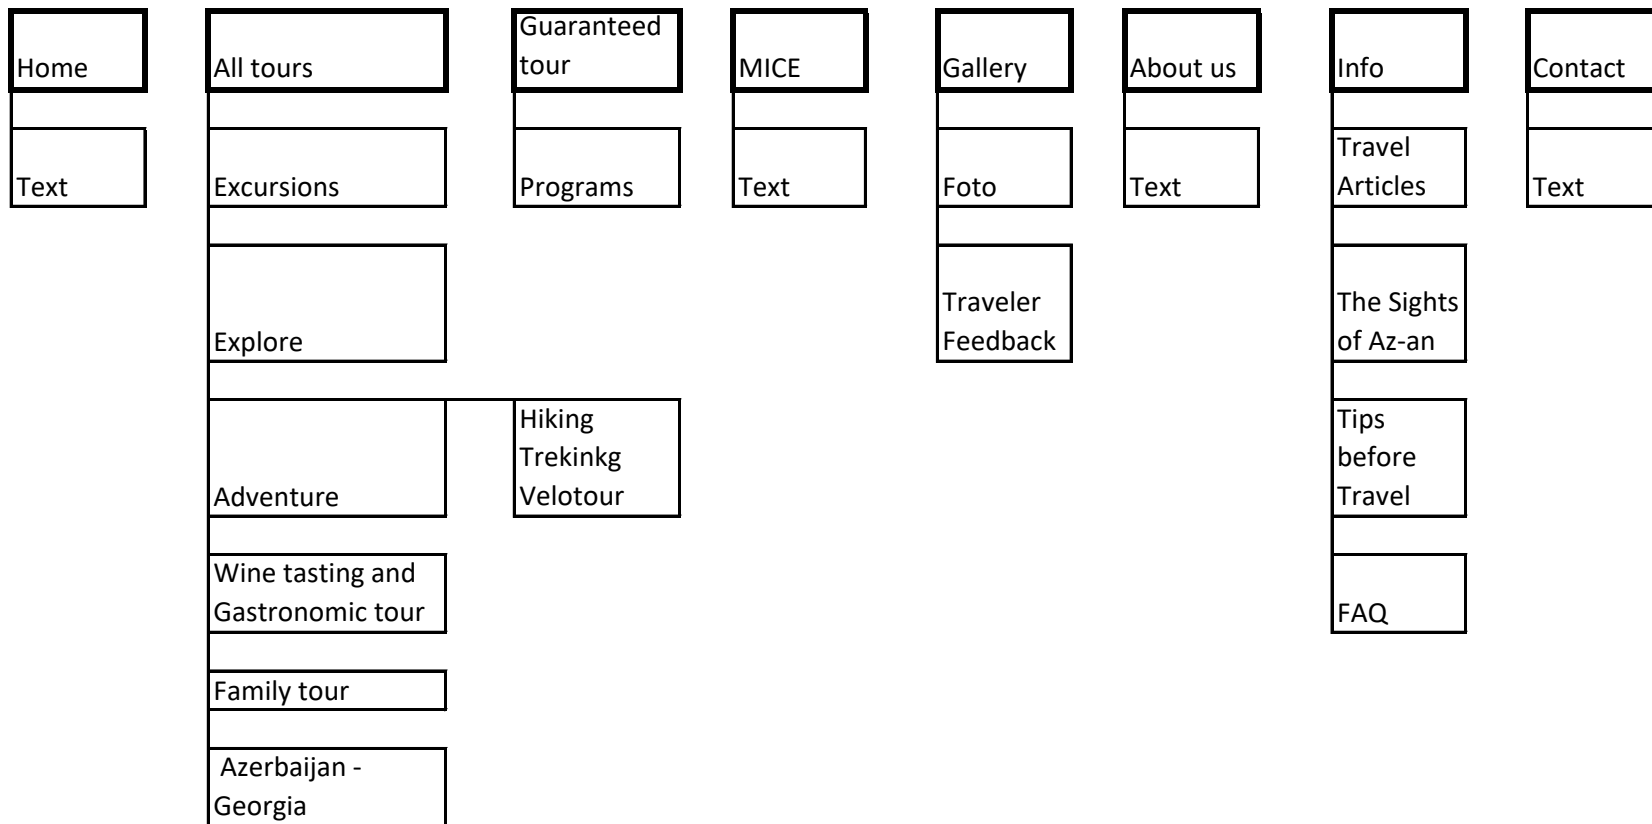 Home
All tours
Guaranteed
tour
MICE
Gallery
About us
Info
Contact
Text
Excursions
Programs
Text
Foto
Text
Travel
Articles
Text
Explore
Traveler
Feedback
The Sights
of Az-an
Adventure
Hiking
Trekinkg
Velotour
Tips
before
Travel
Wine tasting and
Gastronomic tour
FAQ
Family tour
Azerbaijan -
Georgia